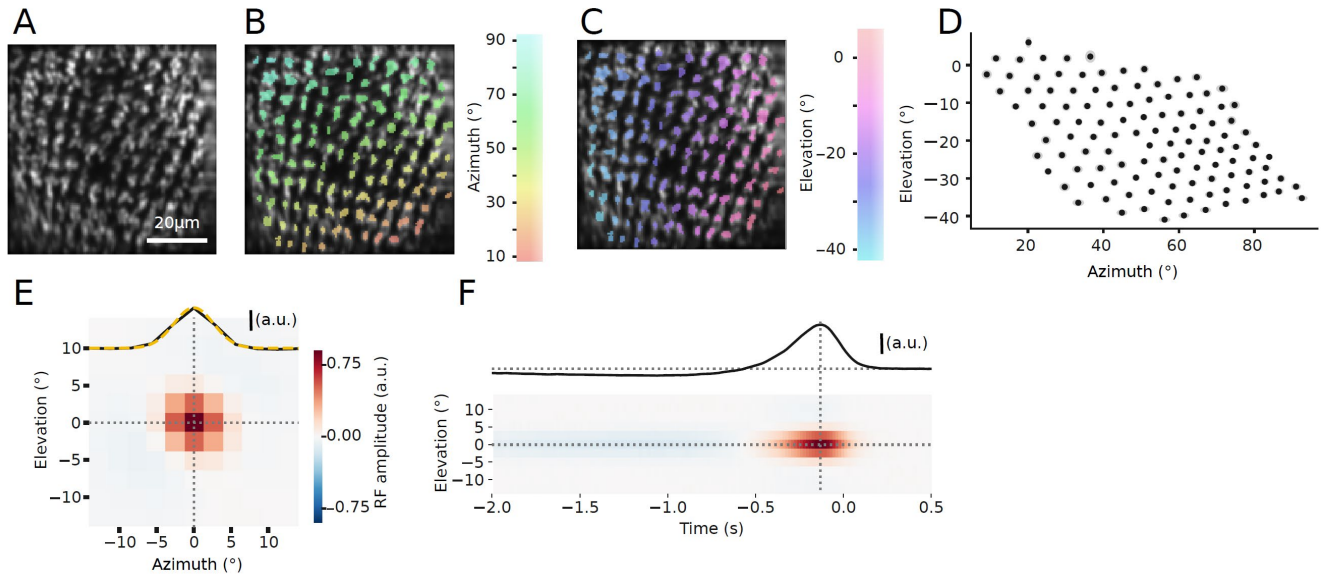 A
B
C
D
20μm
90
70
50
30
10
Azimuth (°)
0
−20
−40
Elevation (°)
0
−10
−20
−30
−40
Elevation (°)
20
40
60
80
Azimuth (°)
E
F
(a.u.)
10
5
0
−5
−10
Elevation (°)
−10
−5
0
5
10
Azimuth (°)
0.75
0.00
−0.75
RF amplitude (a.u.)
(a.u.)
10
5
0
−5
−10
Elevation (°)
−2.0
−1.5
−1.0
−0.5
0.0
0.5
Time (s)